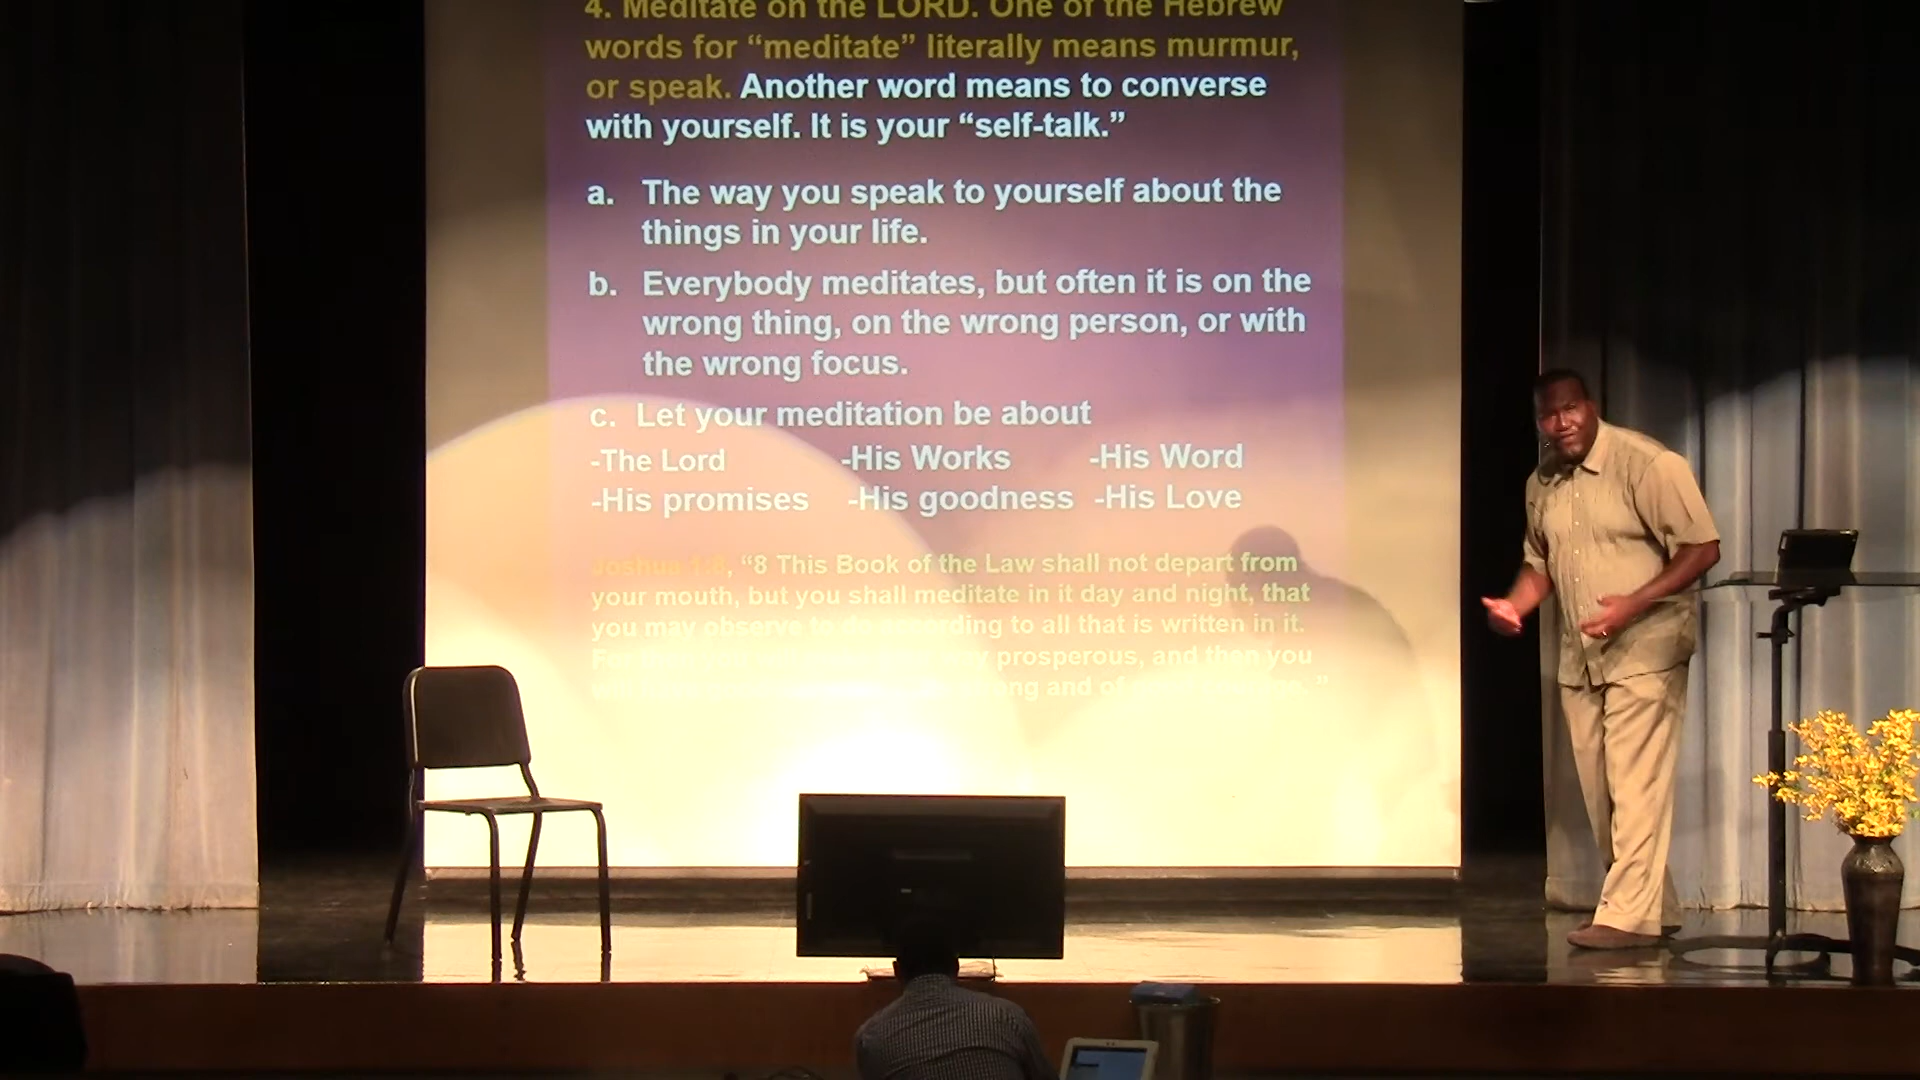 4. Meditate on the LORD. One of the Hebrew
words for “meditate” literally means murmur,
or speak. Another word means to converse
with yourself. It is your “self-talk.”
a. The way you speak to yourself about the
things in your life.
b. Everybody meditates, but often it is on the
wrong thing, on the wrong person, or with
the wrong focus.
c. Let your meditation be about
-The Lord -His Works -His Word
-His promises -His goodness -His Love
Joshua 1:8, “8 This Book of the Law shall not depart from
your mouth, but you shall meditate in it day and night, that
you may observe to do according to all that is written in it.
prosperous, and then you
and of